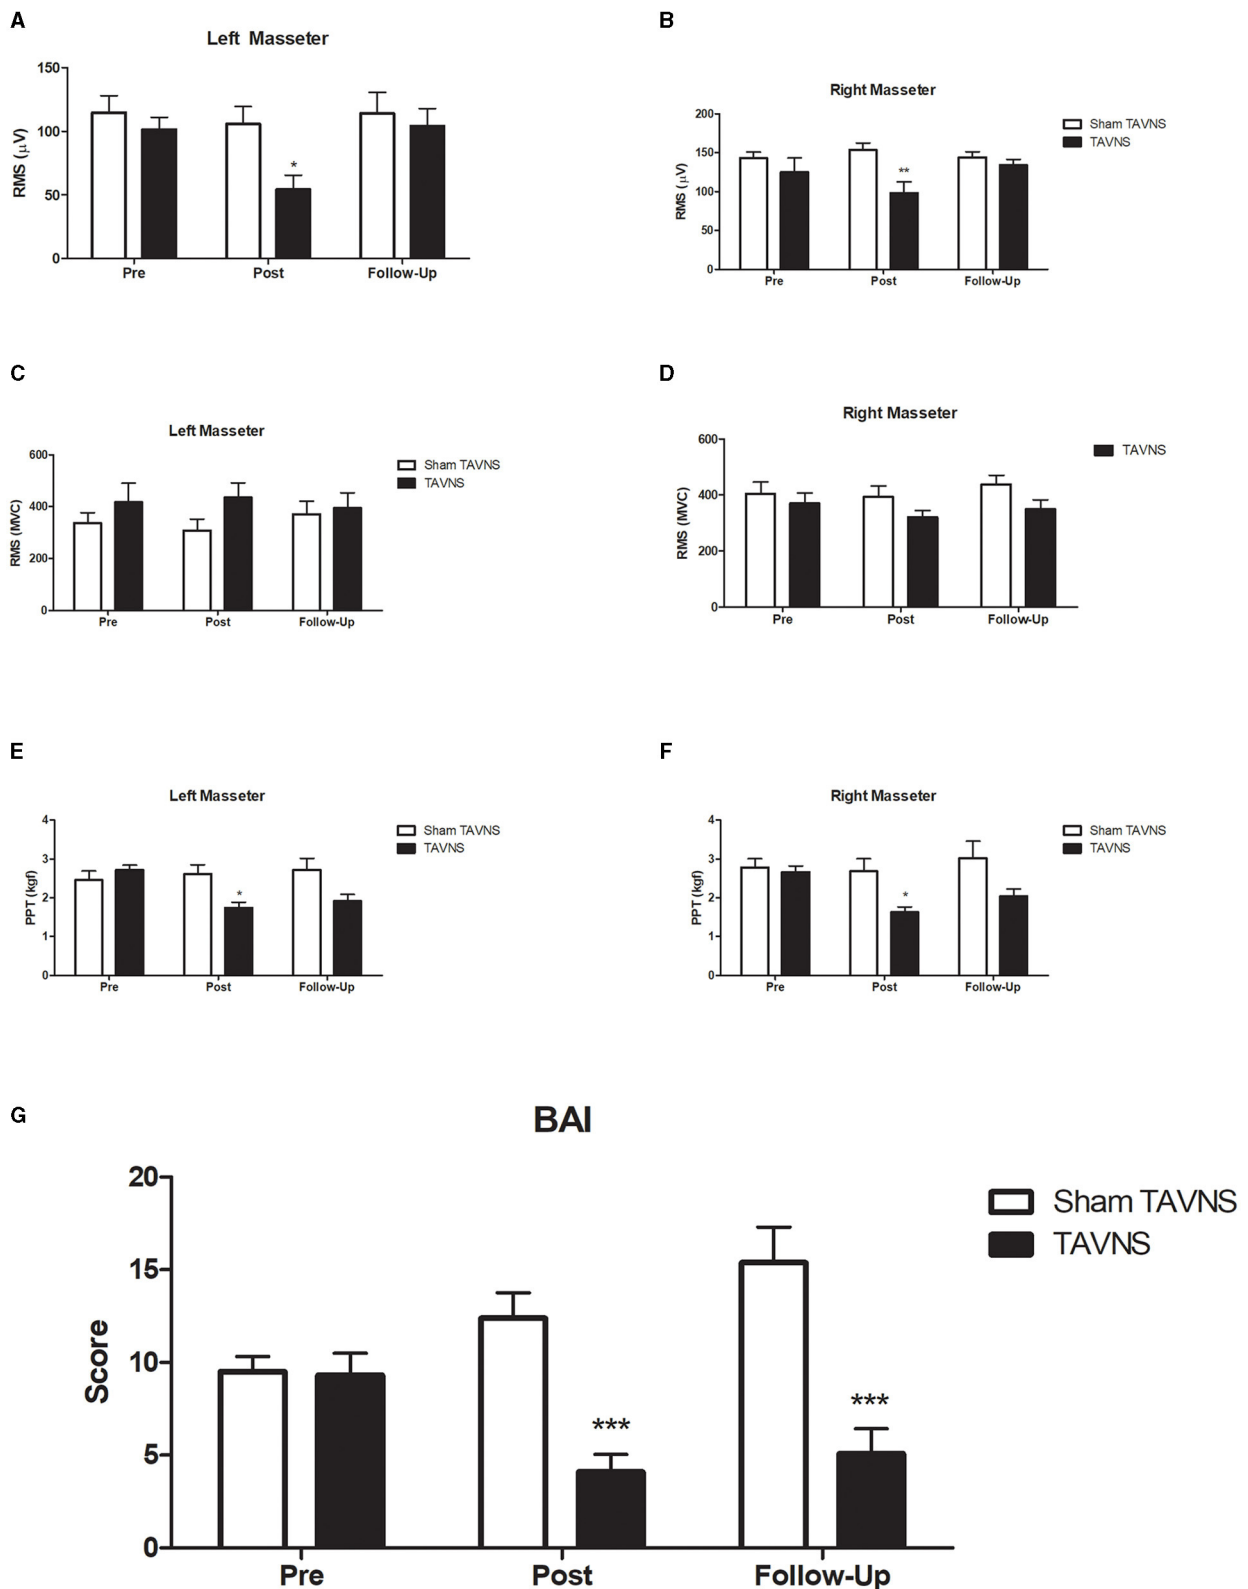 A
Left Masseter
150
100
50
0
RMS (µV)
*
Pre Post Follow-Up
B
Right Masseter
200
150
100
50
0
RMS (µV)
**
Pre Post Follow-Up
Sham TAVNS
TAVNS
C
Left Masseter
600
400
200
0
RMS (MVC)
Pre Post Follow-Up
Sham TAVNS
TAVNS
D
Right Masseter
600
400
200
0
RMS (MVC)
Pre Post Follow-Up
TAVNS
E
Left Masseter
4
3
2
1
0
PPT (kgf)
*
Pre Post Follow-Up
Sham TAVNS
TAVNS
F
Right Masseter
4
3
2
1
0
PPT (kgf)
*
Pre Post Follow-Up
Sham TAVNS
TAVNS
G
BAI
20
15
10
5
0
Score
***
***
Pre Post Follow-Up
Sham TAVNS
TAVNS